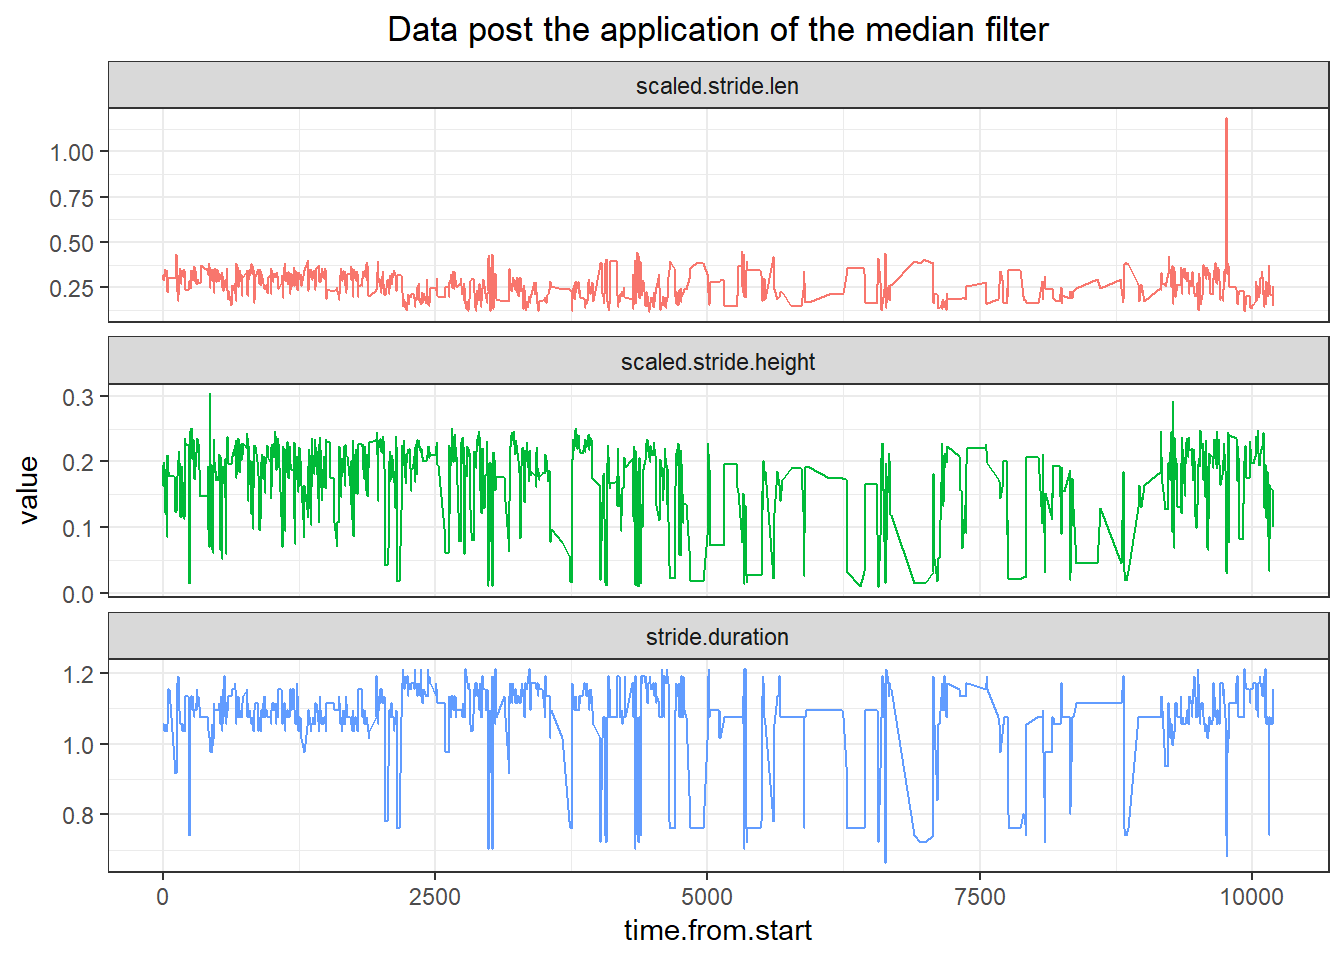 Data post the application of the median filter
scaled.stride.len
1.00
0.75
0.50
0.25
scaled.stride.height
0.3
0.2
0.1
0.0
value
stride.duration
1.2
1.0
0.8
0 2500 5000 7500 10000
time.from.start